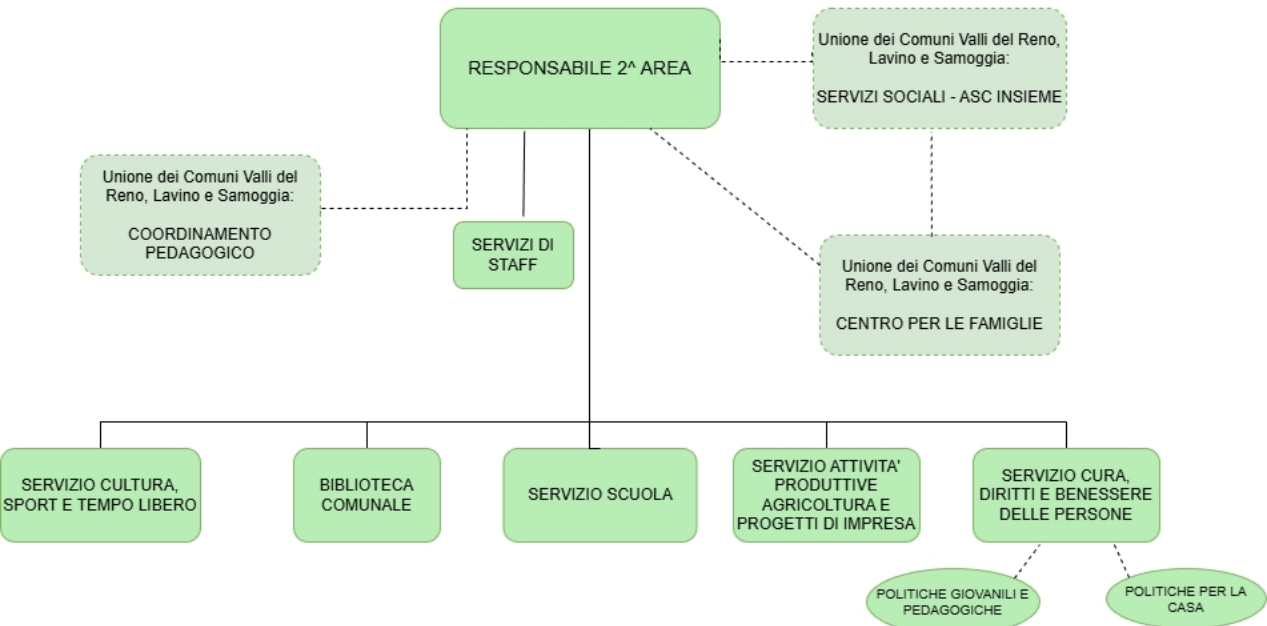 RESPONSABILE 2^ AREA
Unione dei Comuni Valli del Reno,
Lavino e Samoggia:
SERVIZI SOCIALI - ASC INSIEME
Unione dei Comuni Valli del
Reno, Lavino e Samoggia:
COORDINAMENTO
PEDAGOGICO
SERVIZI DI
STAFF
Unione dei Comuni Valli del
Reno, Lavino e Samoggia:
CENTRO PER LE FAMIGLIE
SERVIZIO CULTURA,
SPORT E TEMPO LIBERO
BIBLIOTECA
COMUNALE
SERVIZIO SCUOLA
SERVIZIO ATTIVITA'
PRODUTTIVE
AGRICOLTURA E
PROGETTI DI IMPRESA
SERVIZIO CURA,
DIRITTI E BENESSERE
DELLE PERSONE
POLITICHE GIOVANILI E
PEDAGOGICHE
POLITICHE PER LA
CASA